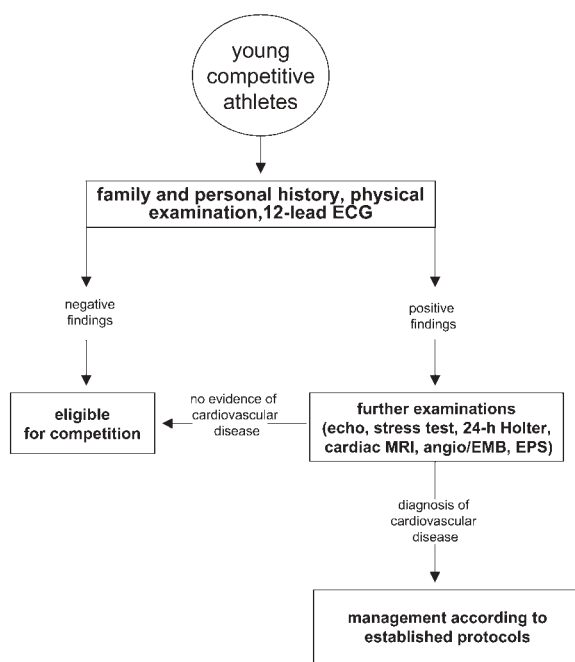 young
competitive
athletes
family and personal history, physical
examination,12-lead ECG
negative
findings
positive
findings
eligible
for competition
no evidence of
cardiovascular
disease
further examinations
(echo, stress test, 24-h Holter,
cardiac MRI, angio/EMB, EPS)
diagnosis of
cardiovascular
disease
management according to
established protocols